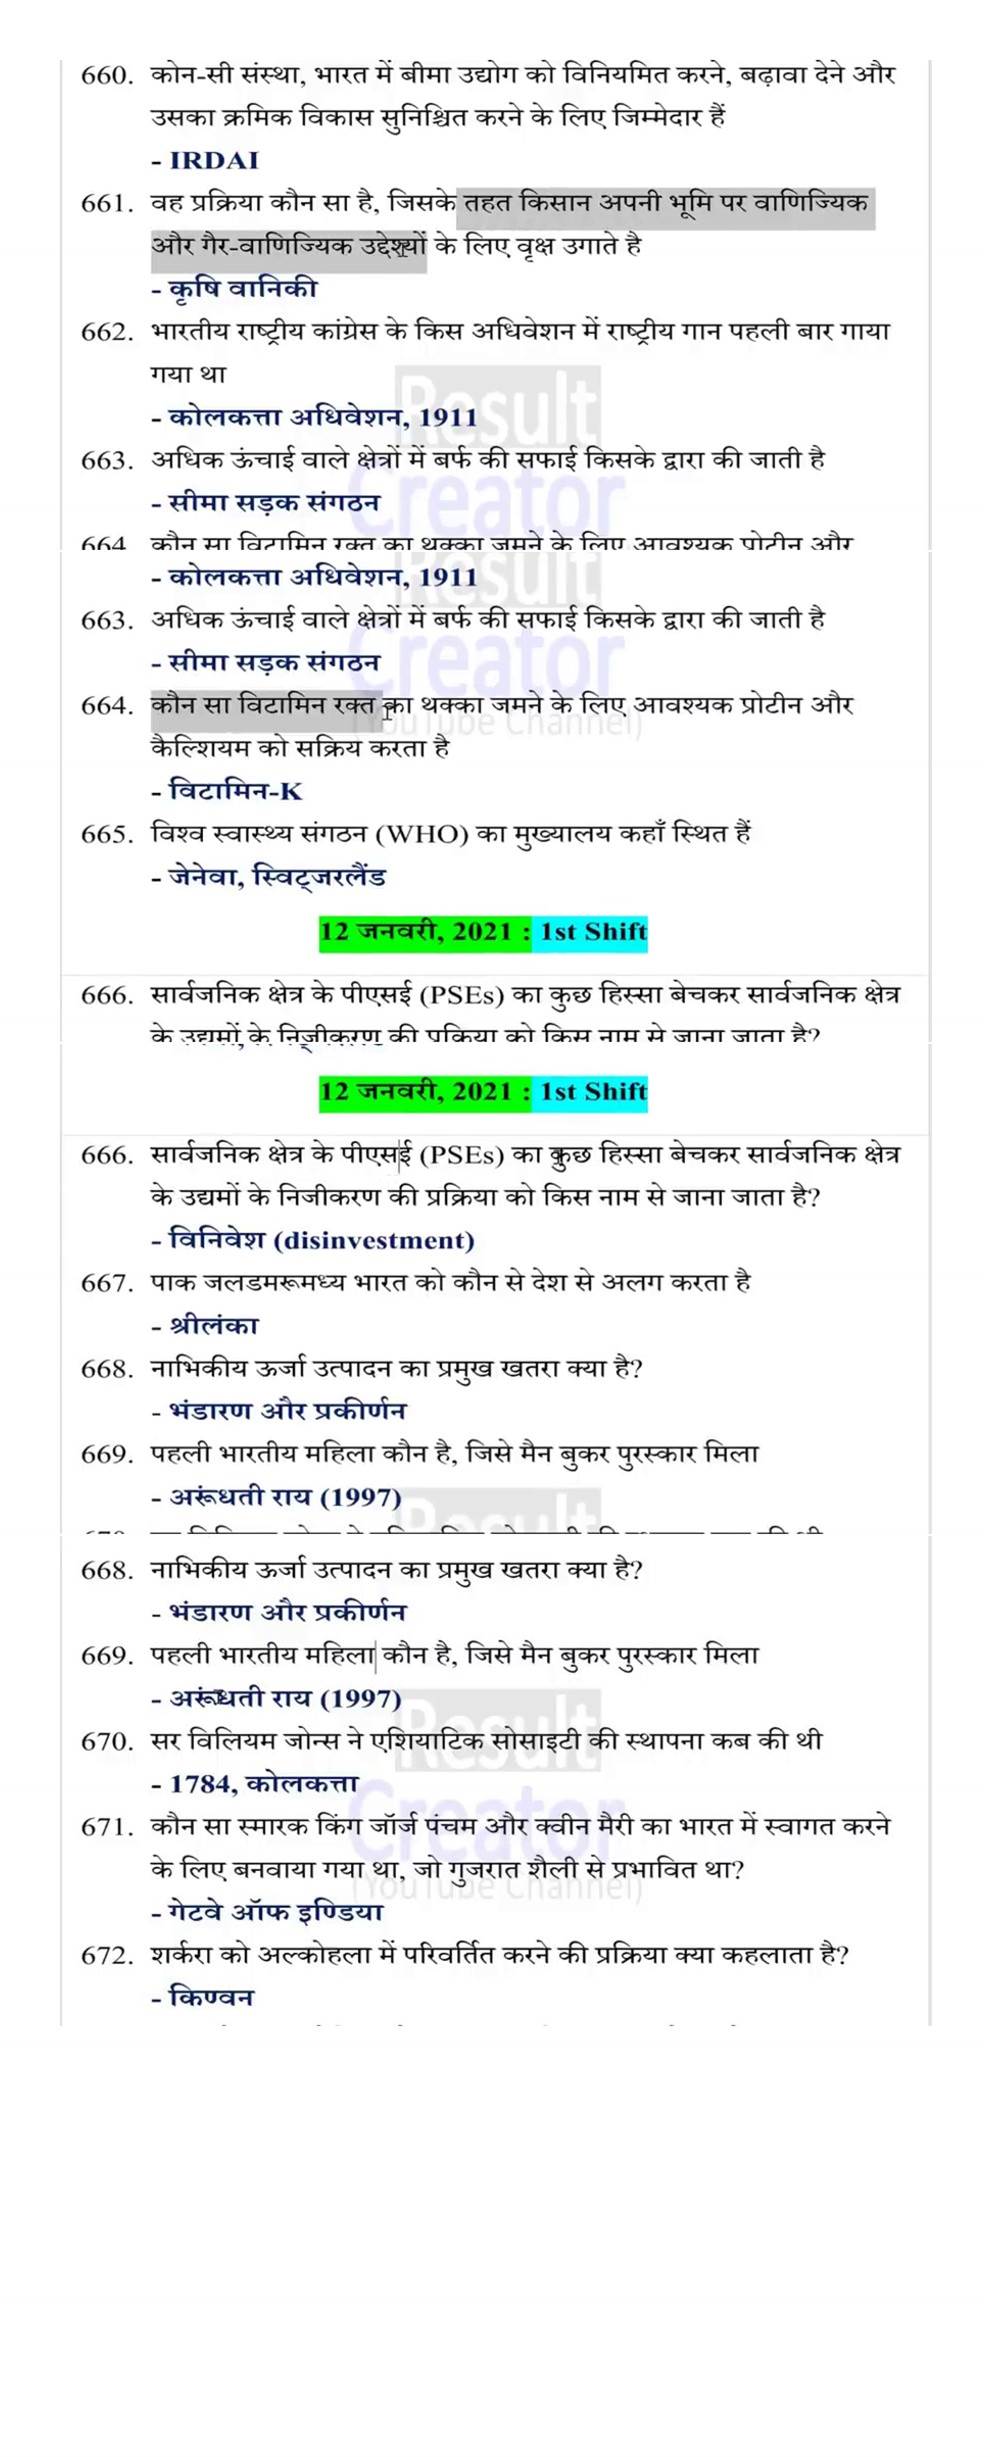 660. कोन-सी संस्था, भारत में बीमा उद्योग को विनियमित करने, बढ़ावा देने और
उसका क्रमिक विकास सुनिश्चित करने के लिए जिम्मेदार हैं
- IRDAI
661. वह प्रक्रिया कौन सा है, जिसके तहत किसान अपनी भूमि पर वाणिज्यिक
और गैर-वाणिज्यिक उद्देश्यों के लिए वृक्ष उगाते है
- कृषि वानिकी
662. भारतीय राष्ट्रीय कांग्रेस के किस अधिवेशन में राष्ट्रीय गान पहली बार गाया
गया था
- कोलकत्ता अधिवेशन, 1911
663. अधिक ऊंचाई वाले क्षेत्रों में बर्फ की सफाई किसके द्वारा की जाती है
- सीमा सड़क संगठन
664 कौन सा विटामिन रक्त का थक्का जमने के लिए आवश्यक प्रोटीन और
- कोलकत्ता अधिवेशन, 1911
663. अधिक ऊंचाई वाले क्षेत्रों में बर्फ की सफाई किसके द्वारा की जाती है
- सीमा सड़क संगठन
664. कौन सा विटामिन रक्त का थक्का जमने के लिए आवश्यक प्रोटीन और
कैल्शियम को सक्रिय करता है
- विटामिन-K
665. विश्व स्वास्थ्य संगठन (WHO) का मुख्यालय कहाँ स्थित हैं
- जेनेवा, स्विट्जरलैंड
12 जनवरी, 2021 : 1st Shift
666. सार्वजनिक क्षेत्र के पीएसई (PSEs) का कुछ हिस्सा बेचकर सार्वजनिक क्षेत्र
के उद्यमों के निजीकरण की प्रक्रिया को किस नाम से जाना जाता है?
12 जनवरी, 2021 : 1st Shift
666. सार्वजनिक क्षेत्र के पीएसई (PSEs) का कुछ हिस्सा बेचकर सार्वजनिक क्षेत्र
के उद्यमों के निजीकरण की प्रक्रिया को किस नाम से जाना जाता है?
- विनिवेश (disinvestment)
667. पाक जलडमरूमध्य भारत को कौन से देश से अलग करता है
- श्रीलंका
668. नाभिकीय ऊर्जा उत्पादन का प्रमुख खतरा क्या है?
- भंडारण और प्रकीर्णन
669. पहली भारतीय महिला कौन है, जिसे मैन बुकर पुरस्कार मिला
- अरूंधती राय (1997)
668. नाभिकीय ऊर्जा उत्पादन का प्रमुख खतरा क्या है?
- भंडारण और प्रकीर्णन
669. पहली भारतीय महिला कौन है, जिसे मैन बुकर पुरस्कार मिला
- अरूंधती राय (1997)
670. सर विलियम जोन्स ने एशियाटिक सोसाइटी की स्थापना कब की थी
- 1784, कोलकत्ता
671. कौन सा स्मारक किंग जॉर्ज पंचम और क्वीन मैरी का भारत में स्वागत करने
के लिए बनवाया गया था, जो गुजरात शैली से प्रभावित था?
- गेटवे ऑफ इण्डिया
672. शर्करा को अल्कोहला में परिवर्तित करने की प्रक्रिया क्या कहलाता है?
- किण्वन
Result
Creator
(YouTube Channel)